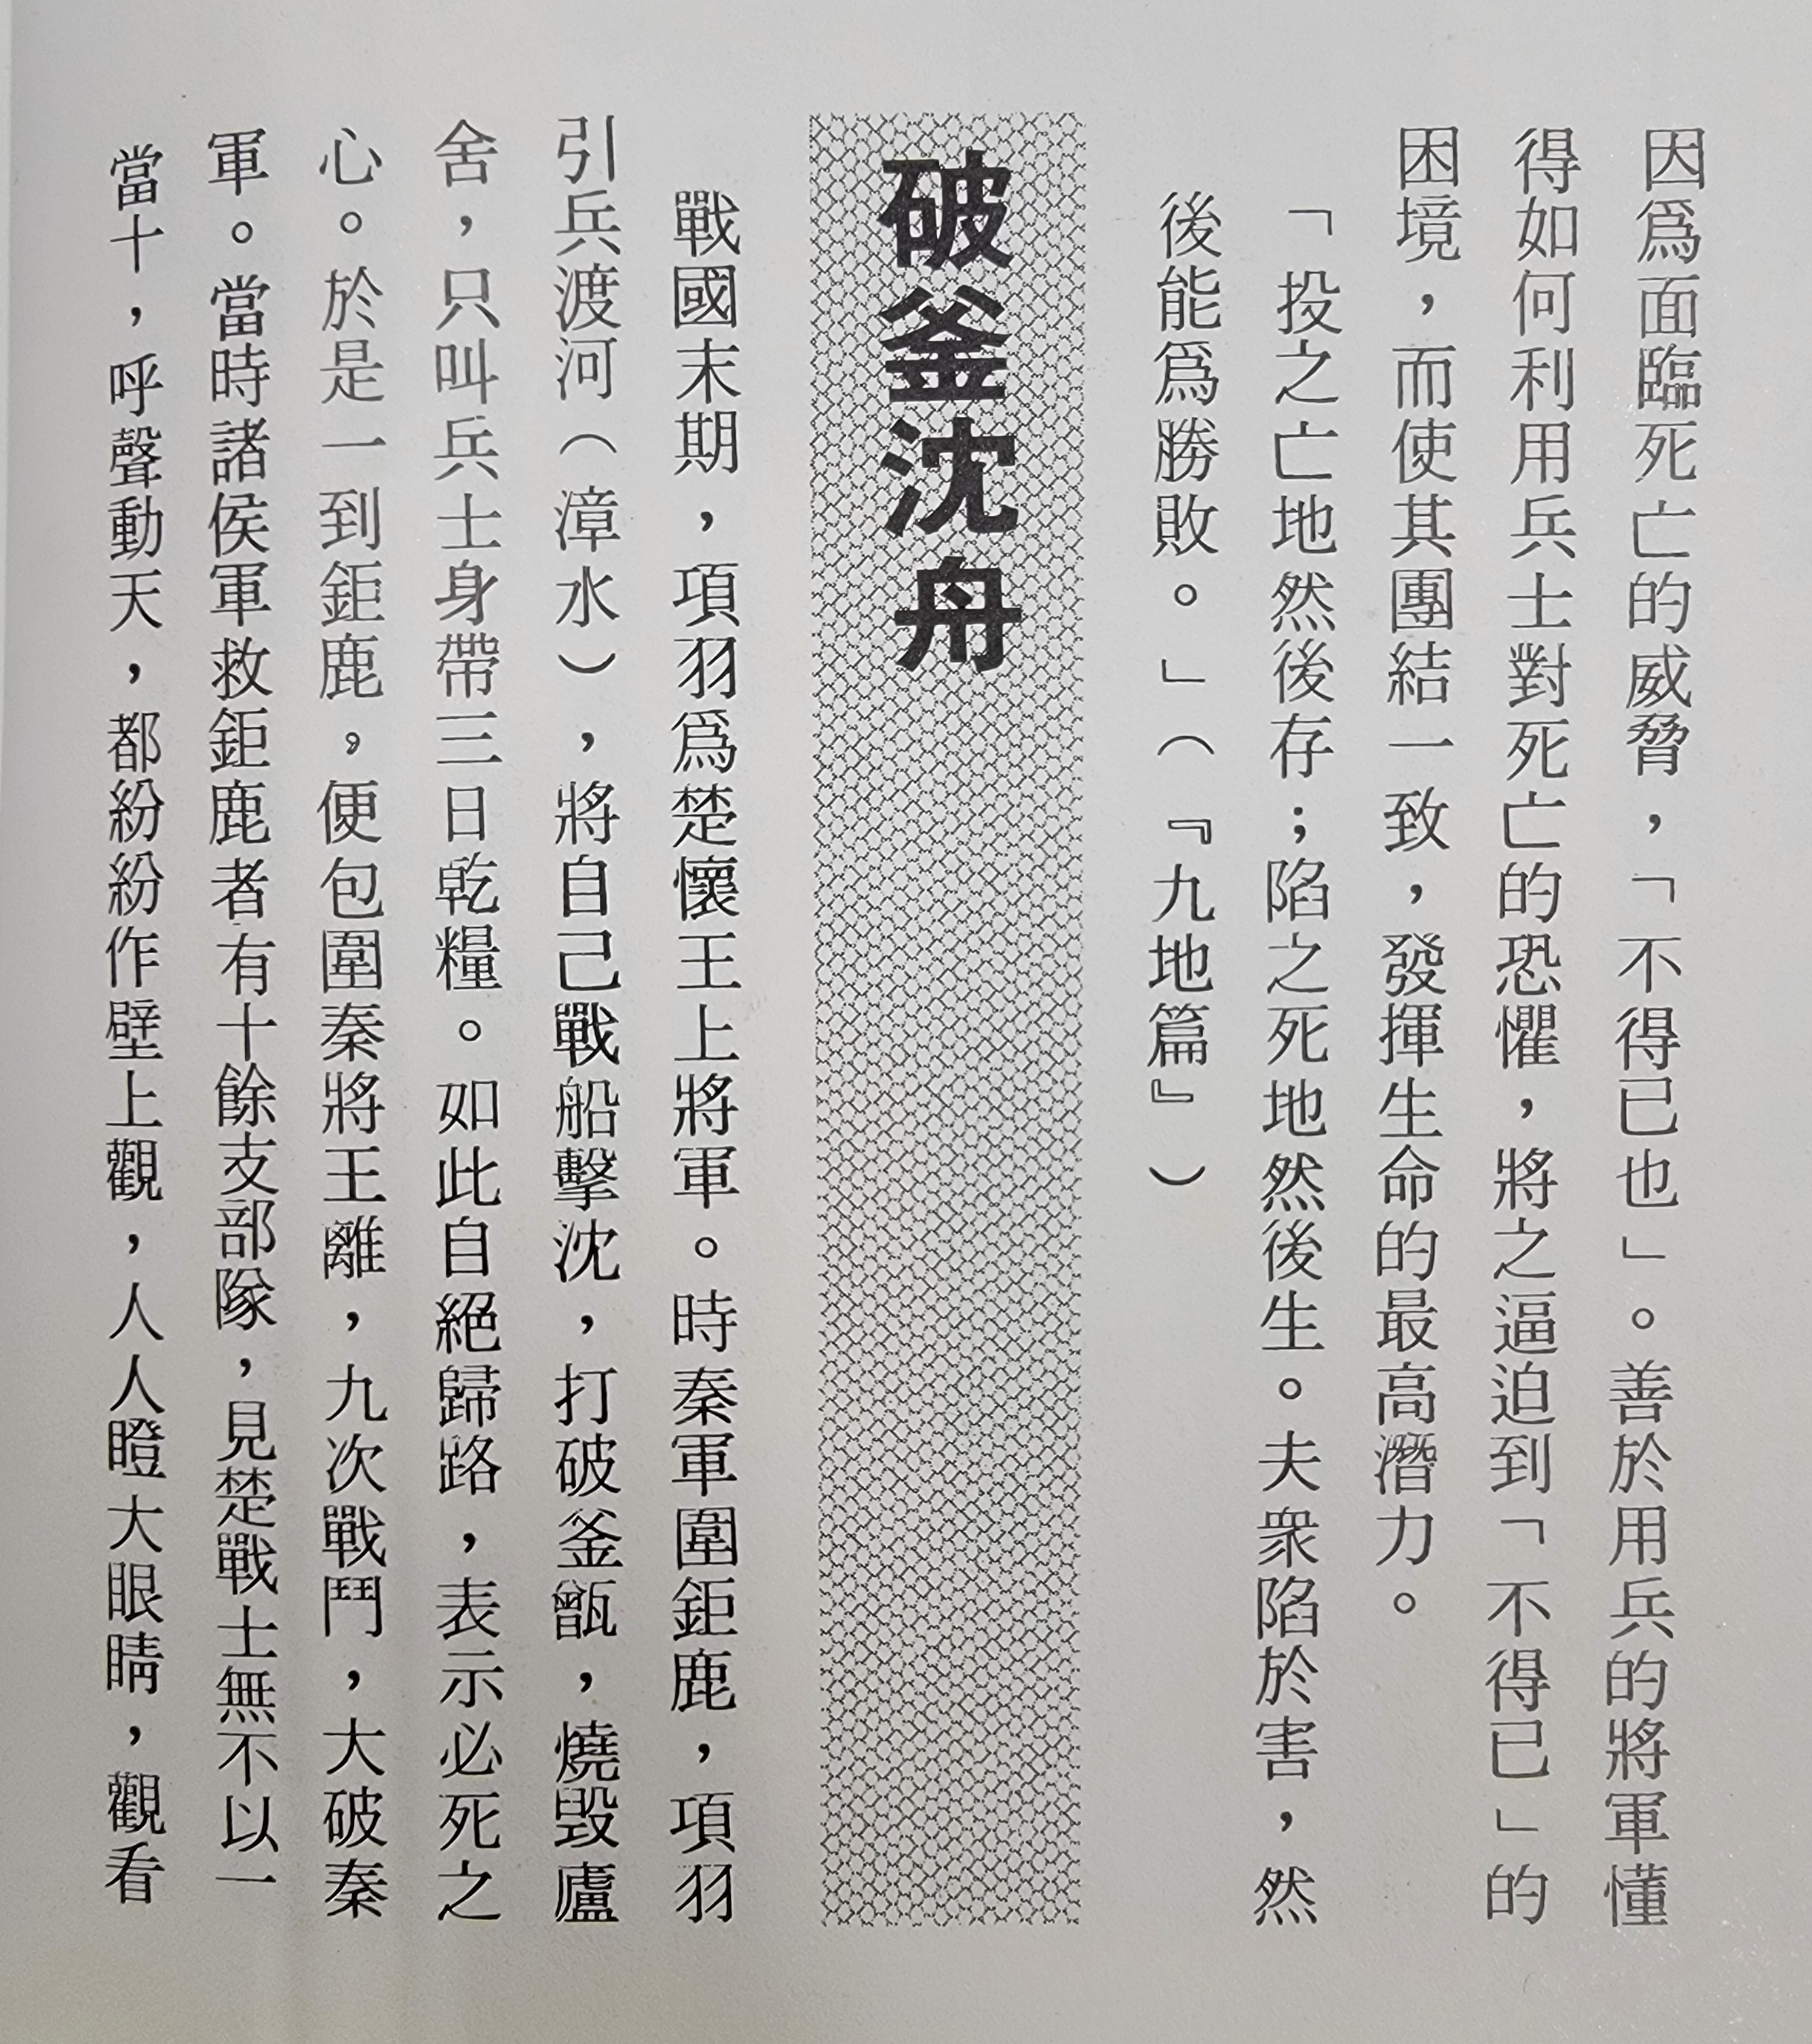 因爲面臨死亡的威脅，「不得已也」。善於用兵的將軍懂
得如何利用兵士對死亡的恐懼，將之逼迫到「不得已」的
困境，而使其團結一致，發揮生命的最高潛力。
「投之亡地然後存；陷之死地然後生。夫衆陷於害，然
後能爲勝敗。」（『九地篇』）
破釜沈舟
戰國末期，項羽爲楚懷王上將軍。時秦軍圍鉅鹿，項羽
引兵渡河（漳水），將自己戰船擊沈，打破釜甑，燒毀廬
舍，只叫兵士身帶三日乾糧。如此自絕歸路，表示必死之
心。於是一到鉅鹿，便包圍秦將王離，九次戰鬥，大破秦
軍。當時諸侯軍救鉅鹿者有十餘支部隊，見楚戰士無不以一
當十，呼聲動天，都紛紛作壁上觀，人人瞪大眼睛，觀看